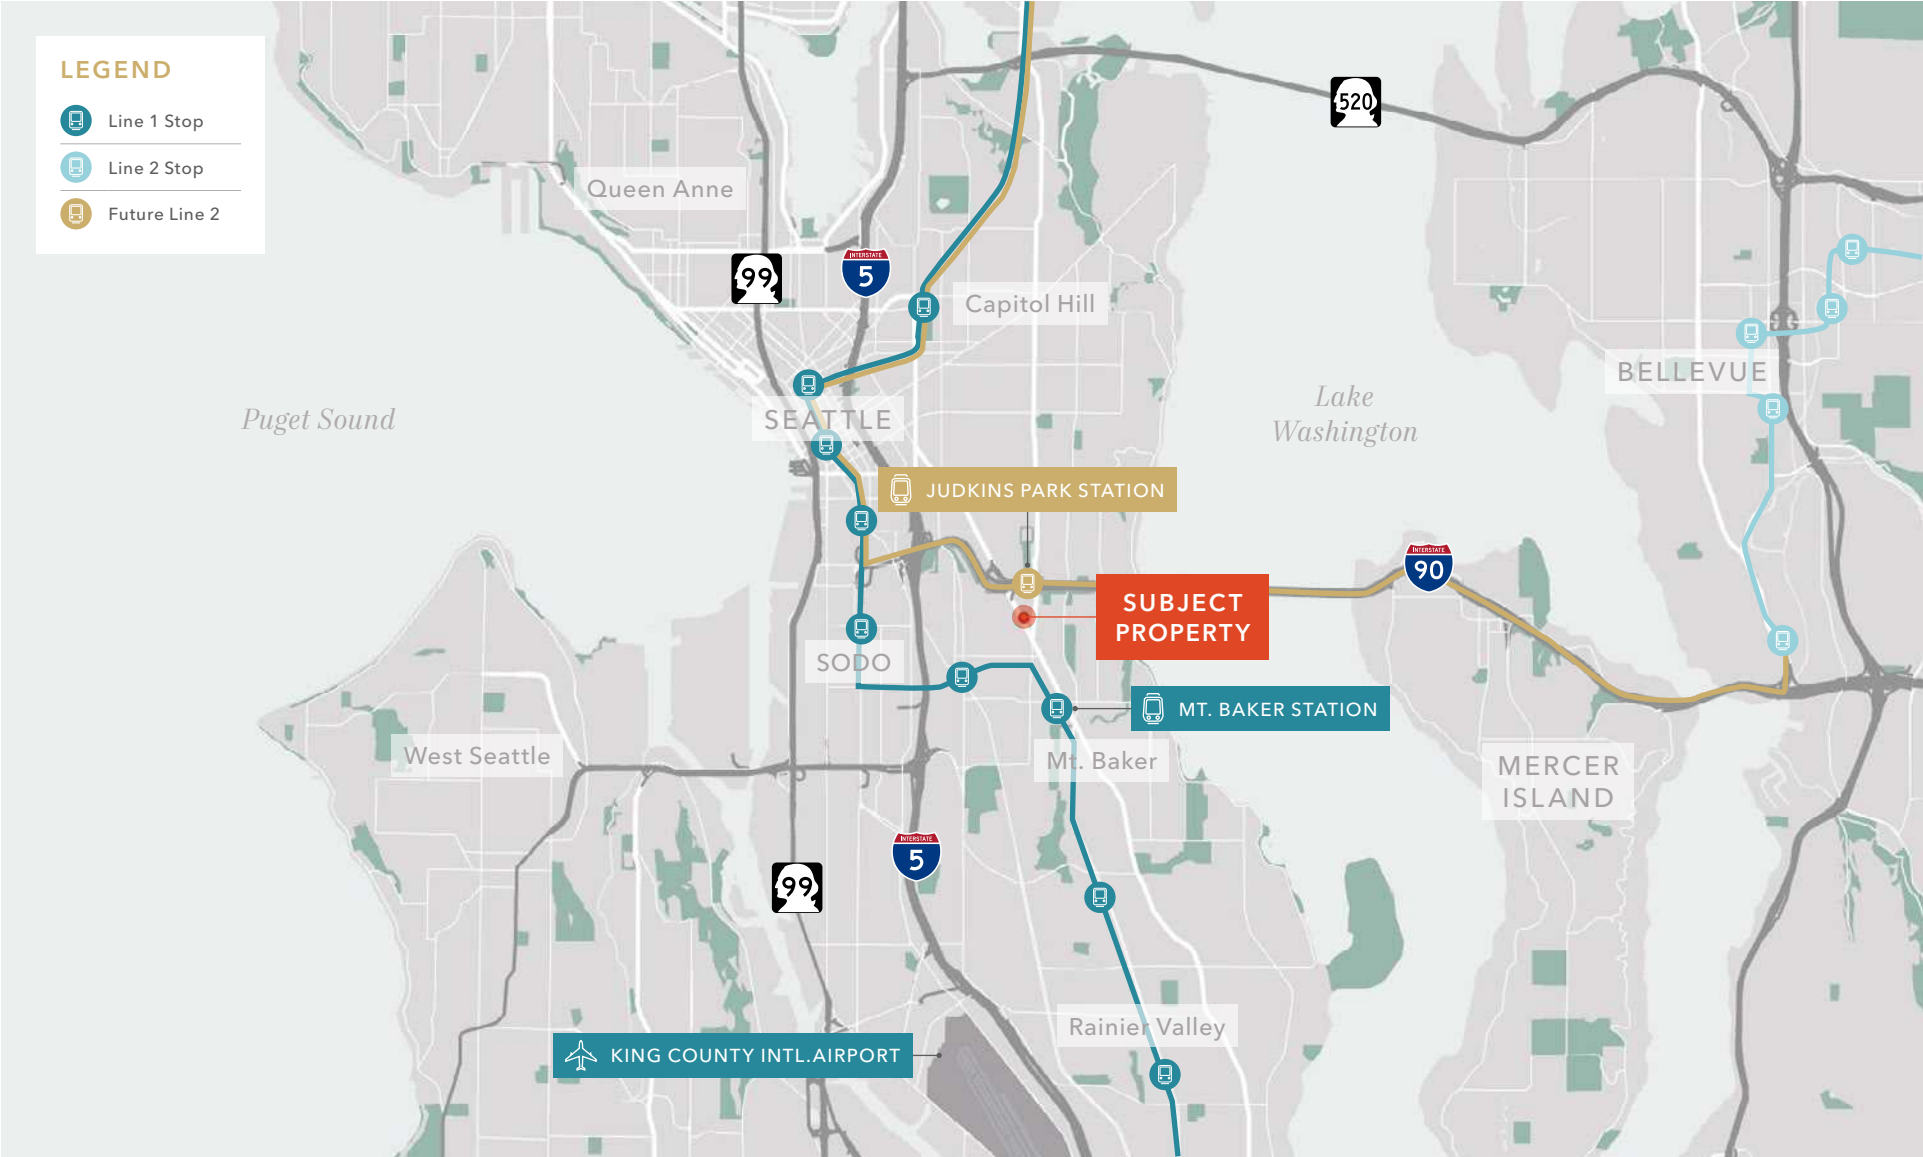 LEGEND
Line 1 Stop
Line 2 Stop
Future Line 2
520
Queen Anne
99
INTERSTATE
5
Capitol Hill
BELLEVUE
Puget Sound
Lake
Washington
SEATTLE
JUDKINS PARK STATION
INTERSTATE
90
SUBJECT
PROPERTY
SODO
MT. BAKER STATION
West Seattle
Mt. Baker
MERCER
ISLAND
INTERSTATE
5
99
Rainier Valley
KING COUNTY INTL.AIRPORT